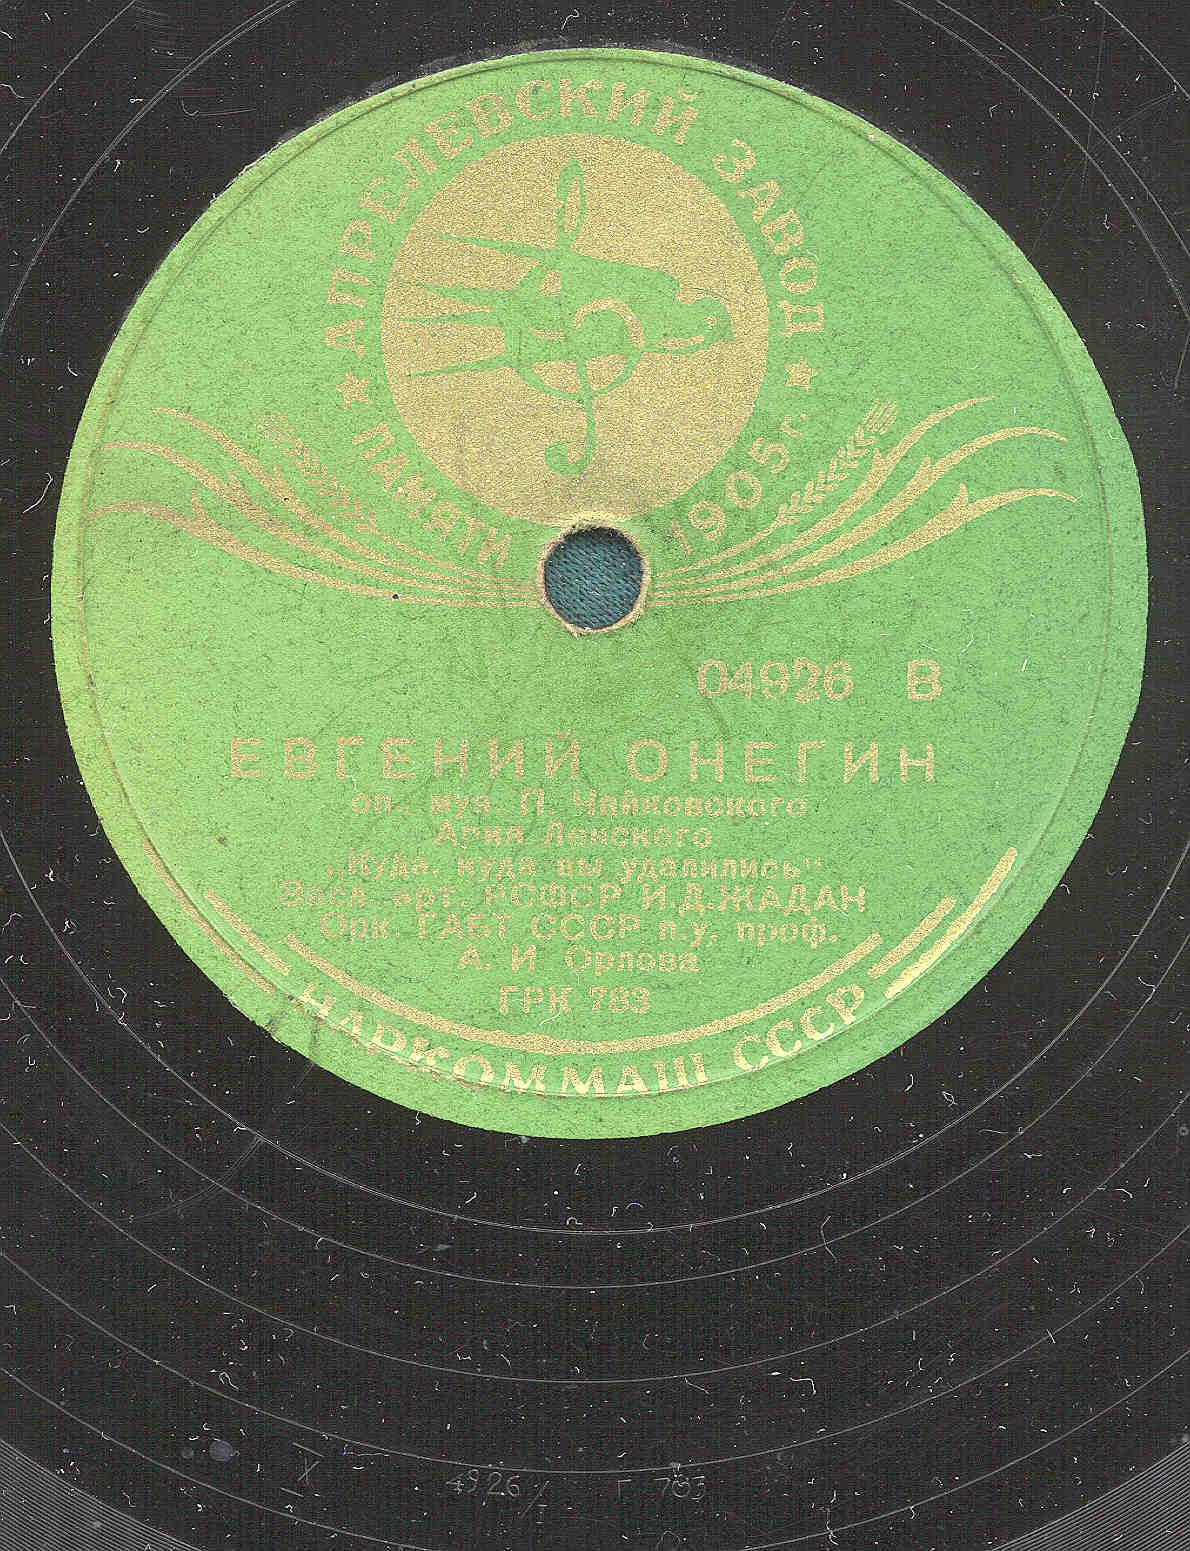 АПРЕЛЕВСКИЙ ЗАВОД
★ ПАМЯТИ 1905 г. ★
04926 В
ЕВГЕНИЙ ОНЕГИН
оп., муз. П. Чайковского
Ария Ленского
„Куда, куда вы удалились"
Засл. арт. РСФСР И.Д.ЖАДАН
Орк. ГАБТ СССР п.у. проф.
А. И Орлова
ГРК 783
НАРКОММАШ СССР
X 4926/ Г